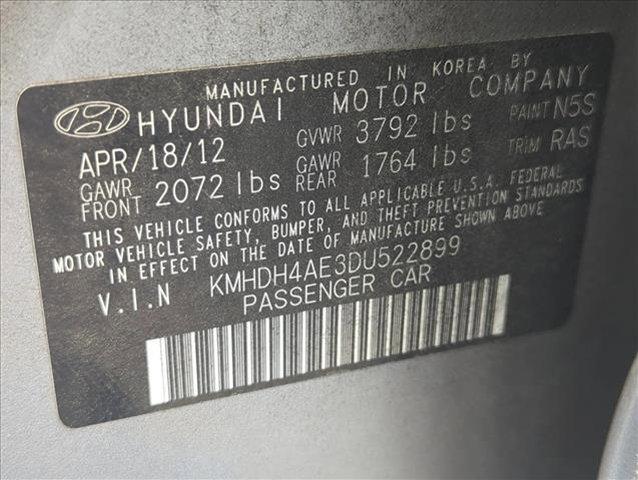 MANUFACTURED IN KOREA BY
HYUNDAI MOTOR COMPANY
APR/18/12 GVWR 3792 lbs PAINT N5S
GAWR FRONT 2072 lbs GAWR REAR 1764 lbs TRIM RAS
THIS VEHICLE CONFORMS TO ALL APPLICABLE U.S.A. FEDERAL
MOTOR VEHICLE SAFETY, BUMPER, AND THEFT PREVENTION STANDARDS
IN EFFECT ON THE DATE OF MANUFACTURE SHOWN ABOVE
V.I.N KMHDH4AE3DU522899
PASSENGER CAR